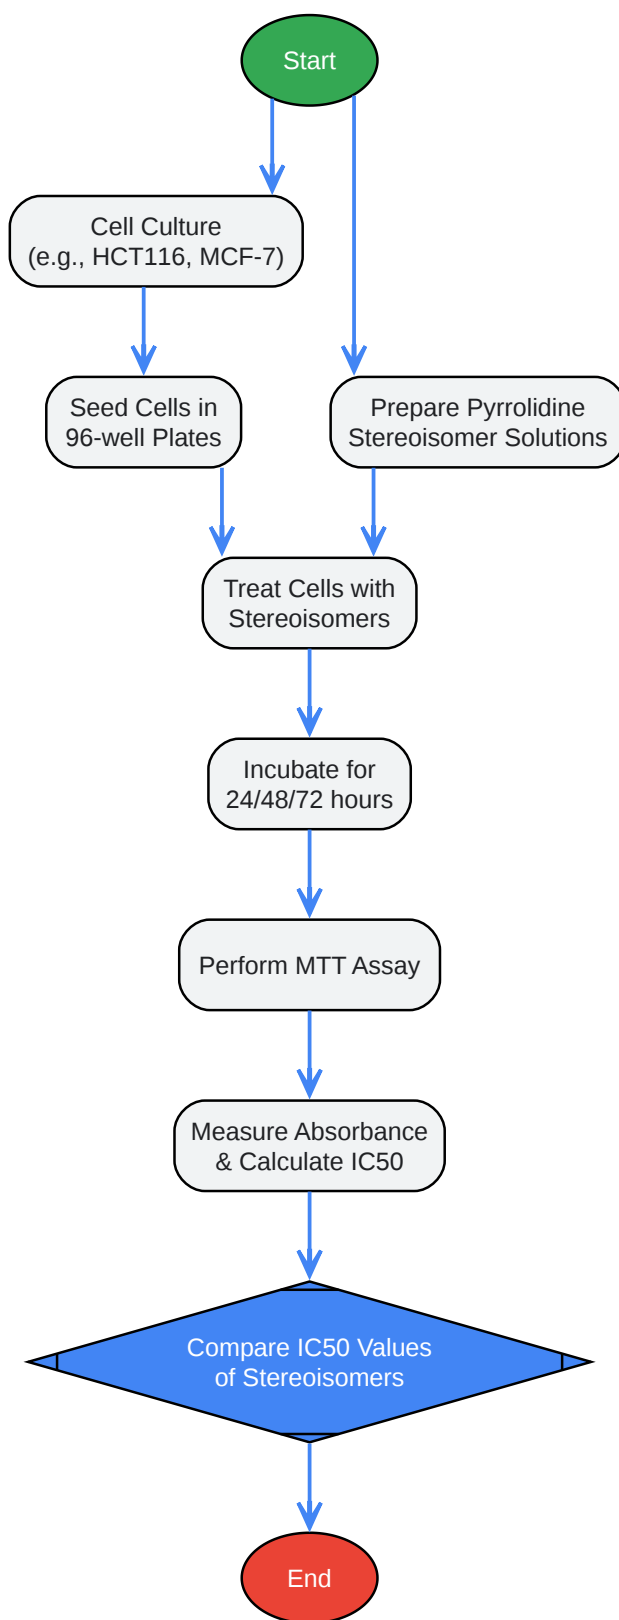 Start
Cell Culture
(e.g., HCT116, MCF-7)
Seed Cells in
96-well Plates
Prepare Pyrrolidine
Stereoisomer Solutions
Treat Cells with
Stereoisomers
Incubate for
24/48/72 hours
Perform MTT Assay
Measure Absorbance
& Calculate IC50
Compare IC50 Values
of Stereoisomers
End